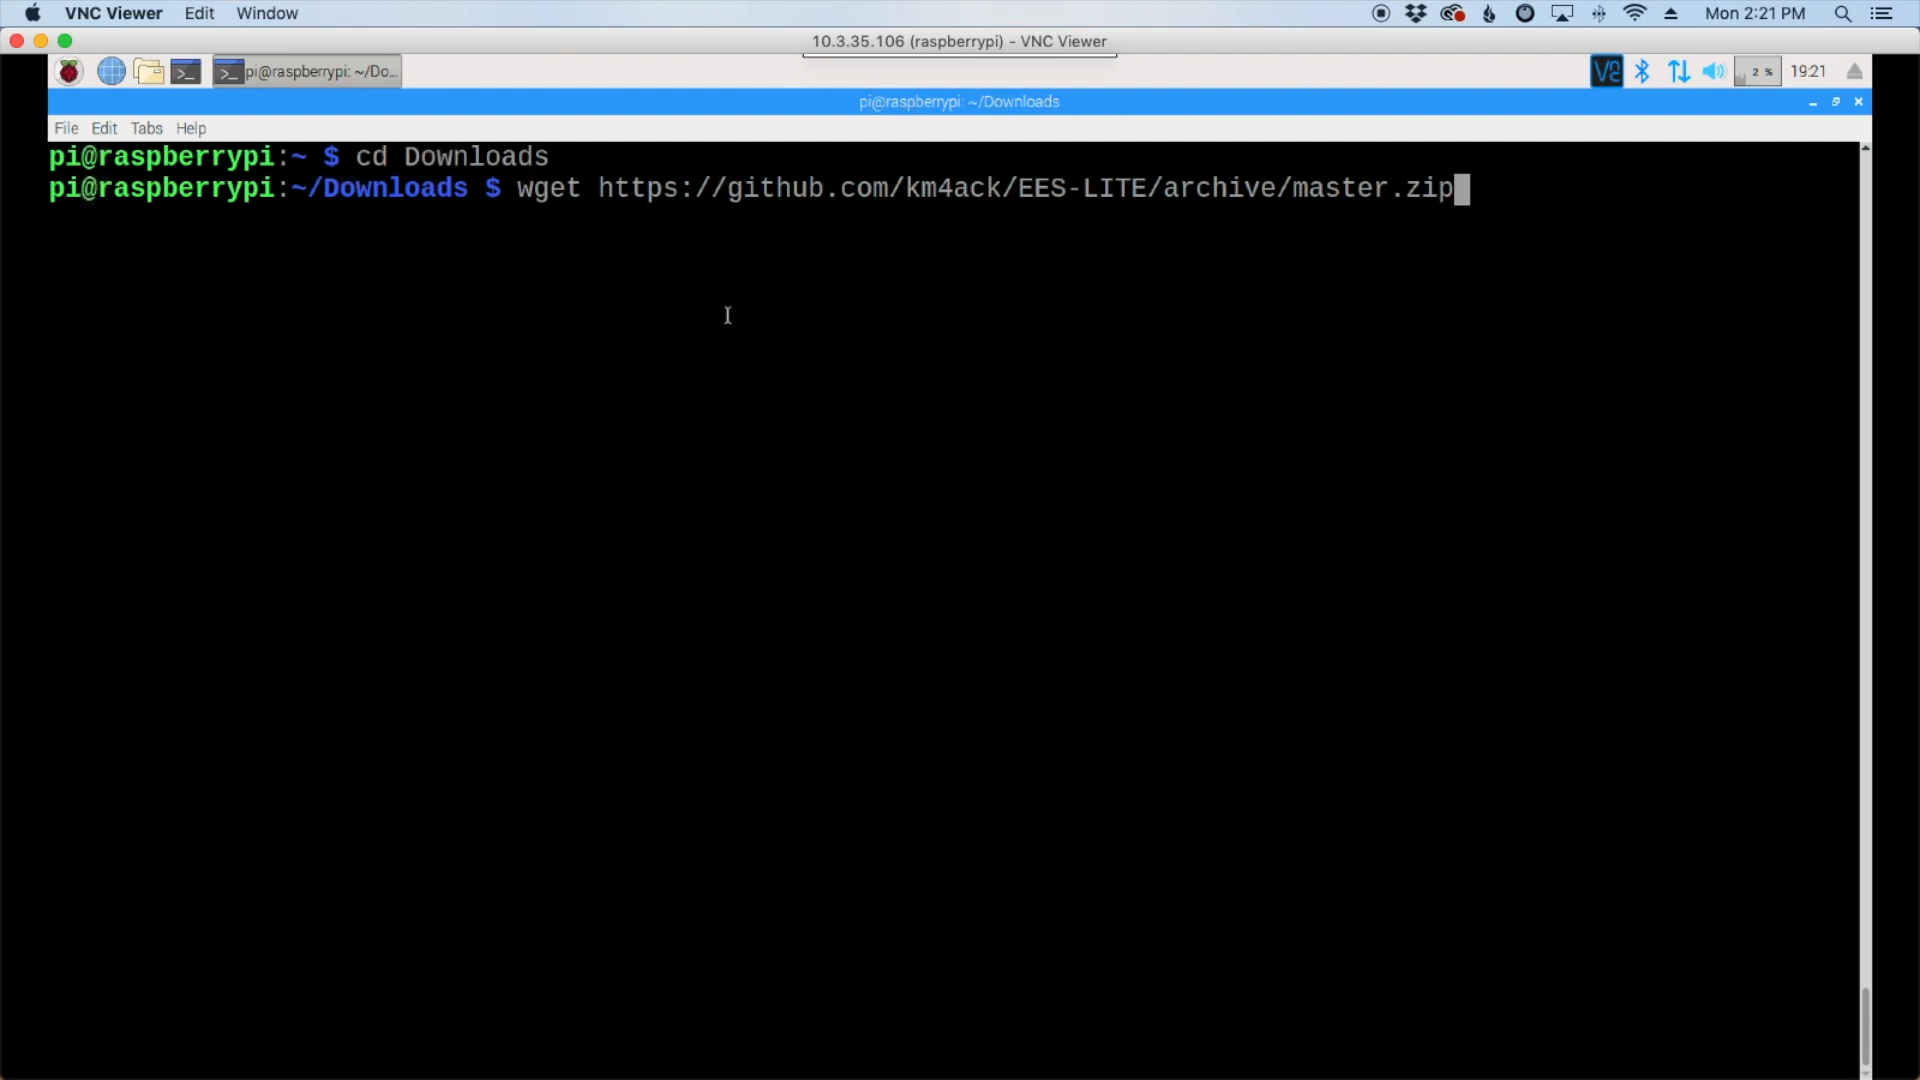 VNC Viewer Edit Window Mon 2:21 PM
10.3.35.106 (raspberrypi) - VNC Viewer
pi@raspberrypi: ~/Do... 2 % 19:21
pi@raspberrypi: ~/Downloads
File Edit Tabs Help
pi@raspberrypi:~ $ cd Downloads
pi@raspberrypi:~/Downloads $ wget https://github.com/km4ack/EES-LITE/archive/master.zip